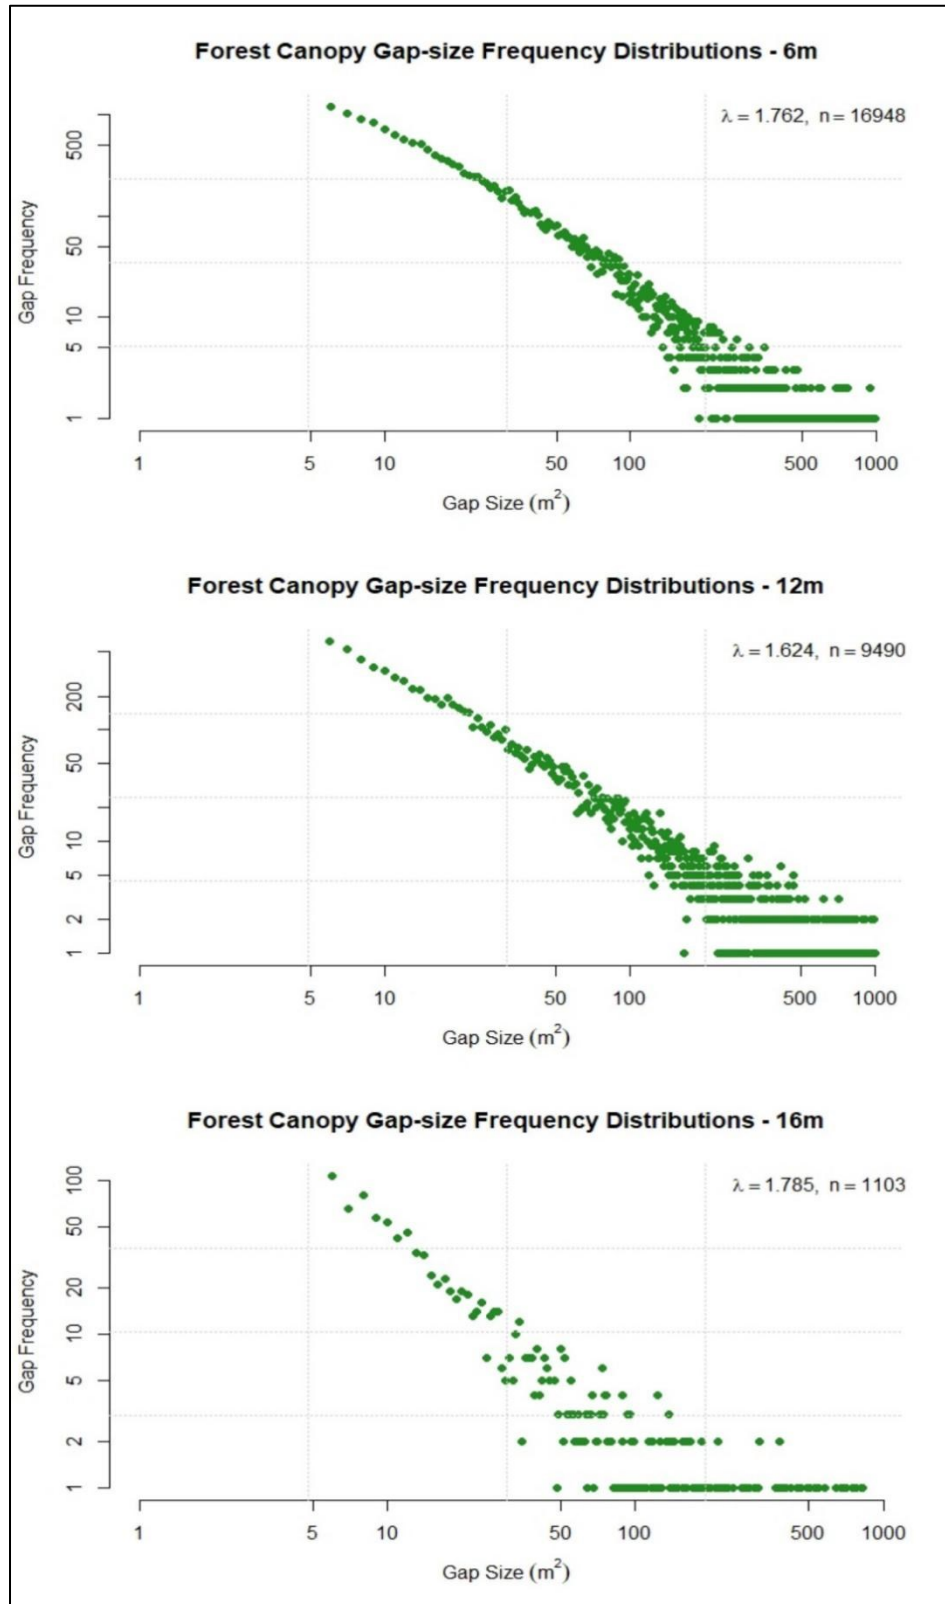 Forest Canopy Gap-size Frequency Distributions - 6m
λ = 1.762, n = 16948
Gap Frequency
500
50
10
5
1
1 5 10 50 100 500 1000
Gap Size (m²)
Forest Canopy Gap-size Frequency Distributions - 12m
λ = 1.624, n = 9490
Gap Frequency
200
50
10
5
2
1
1 5 10 50 100 500 1000
Gap Size (m²)
Forest Canopy Gap-size Frequency Distributions - 16m
λ = 1.785, n = 1103
Gap Frequency
100
50
20
10
5
2
1
1 5 10 50 100 500 1000
Gap Size (m²)